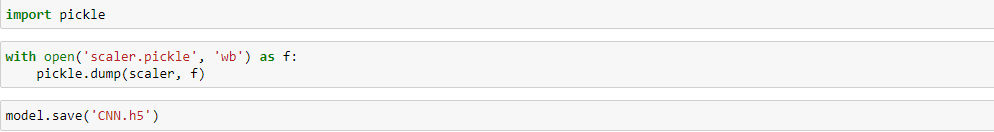 import pickle
with open('scaler.pickle', 'wb') as f:
    pickle.dump(scaler, f)
model.save('CNN.h5')